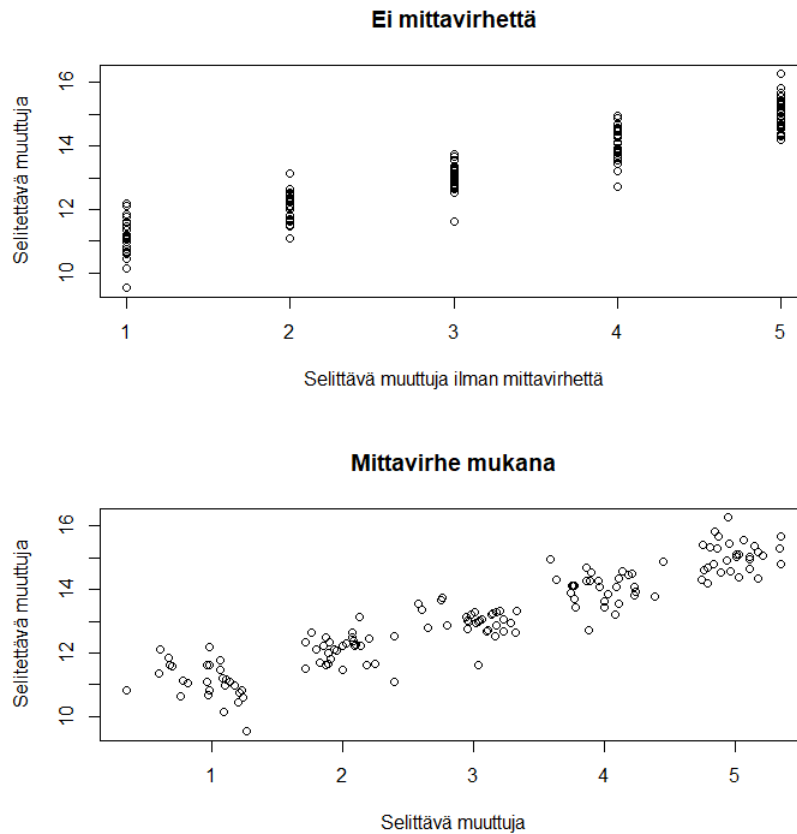 Ei mittavirhettä
Selitettävä muuttuja
16
14
12
10
1 2 3 4 5
Selittävä muuttuja ilman mittavirhettä
Mittavirhe mukana
Selitettävä muuttuja
16
14
12
10
1 2 3 4 5
Selittävä muuttuja